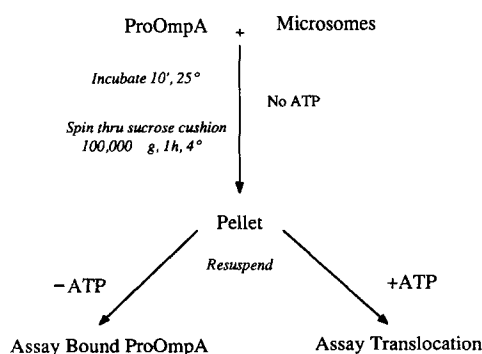 ProOmpA + Microsomes
Incubate 10', 25°
No ATP
Spin thru sucrose cushion
100,000 g, 1h, 4°
Pellet
Resuspend
−ATP
+ATP
Assay Bound ProOmpA
Assay Translocation